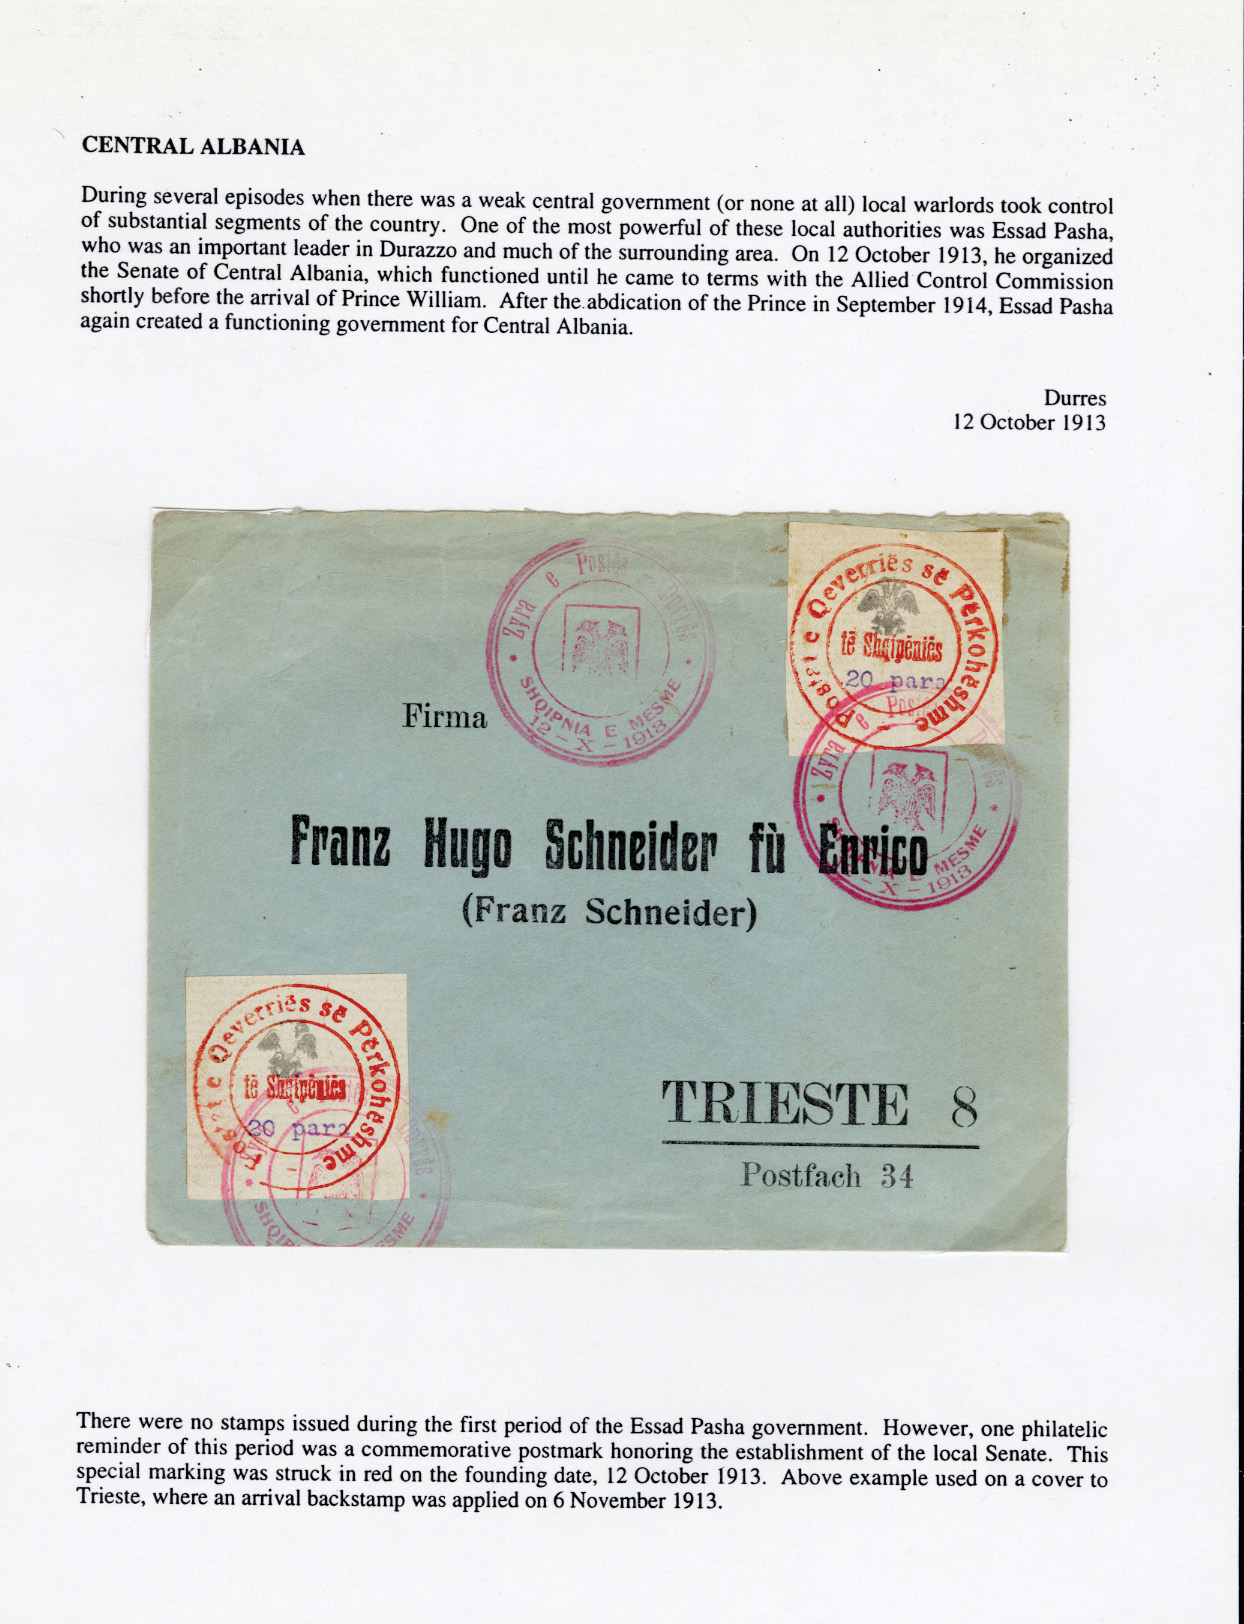 CENTRAL ALBANIA
During several episodes when there was a weak central government (or none at all) local warlords took control
of substantial segments of the country. One of the most powerful of these local authorities was Essad Pasha,
who was an important leader in Durazzo and much of the surrounding area. On 12 October 1913, he organized
the Senate of Central Albania, which functioned until he came to terms with the Allied Control Commission
shortly before the arrival of Prince William. After the abdication of the Prince in September 1914, Essad Pasha
again created a functioning government for Central Albania.
Durres
12 October 1913
Zyra e Postës Durrës
SHQIPNIA E MESME
12-X-1913
Postat e Qeverriës së Përkohëshme
të Shqipëniës
20 para
Zyra e Postës Durrës
SHQIPNIA E MESME
12-X-1913
Firma
Franz Hugo Schneider fù Enrico
(Franz Schneider)
Postat e Qeverriës së Përkohëshme
të Shqipëniës
20 para
TRIESTE 8
Postfach 34
There were no stamps issued during the first period of the Essad Pasha government. However, one philatelic
reminder of this period was a commemorative postmark honoring the establishment of the local Senate. This
special marking was struck in red on the founding date, 12 October 1913. Above example used on a cover to
Trieste, where an arrival backstamp was applied on 6 November 1913.